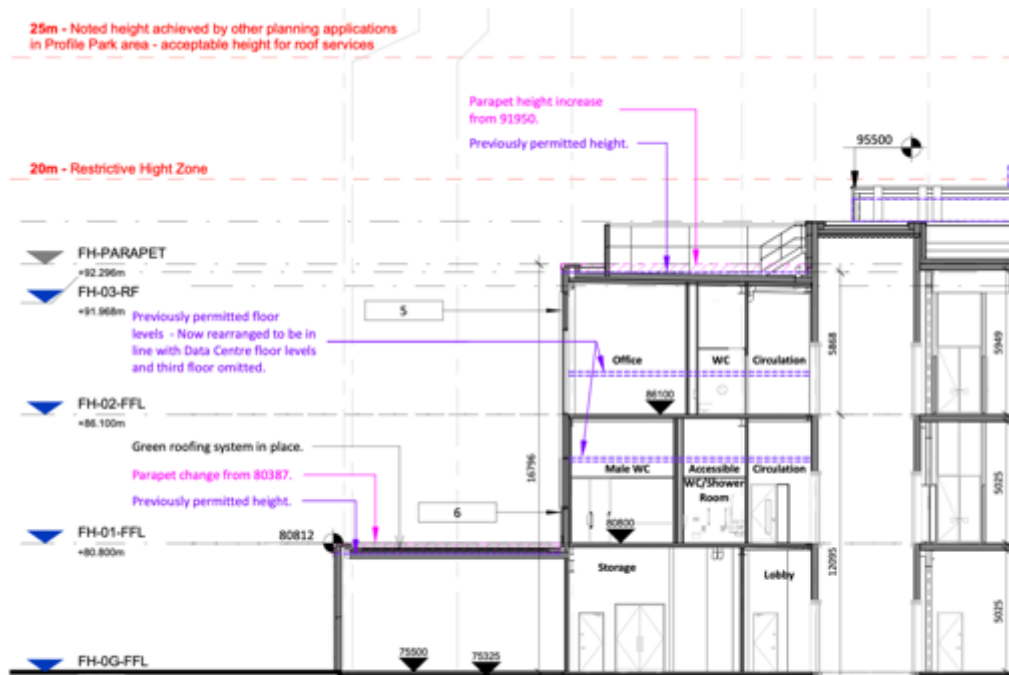 25m - Noted height achieved by other planning applications
in Profile Park area - acceptable height for roof services
Parapet height increase
from 91950.
Previously permitted height.
95500
20m - Restrictive Hight Zone
FH-PARAPET
+92.296m
FH-03-RF
+91.968m
Previously permitted floor
levels - Now rearranged to be in
line with Data Centre floor levels
and third floor omitted.
5
Office
WC
Circulation
5868
5949
86100
FH-02-FFL
+86.100m
Green roofing system in place.
Parapet change from 80387.
Previously permitted height.
16796
Male WC
Accessible
WC/Shower
Room
Circulation
5025
6
80800
FH-01-FFL
+80.800m
80812
Storage
Lobby
12095
5025
FH-0G-FFL
75500
75325